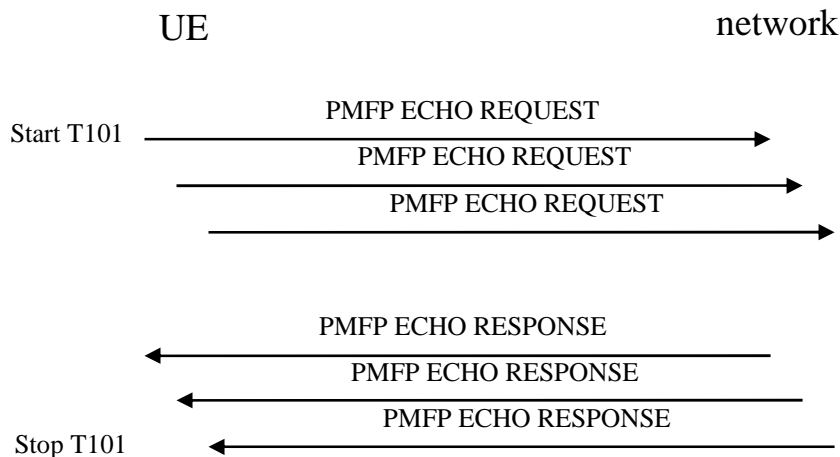 UE network
PMFP ECHO REQUEST
Start T101
PMFP ECHO REQUEST
PMFP ECHO REQUEST
PMFP ECHO RESPONSE
PMFP ECHO RESPONSE
PMFP ECHO RESPONSE
Stop T101